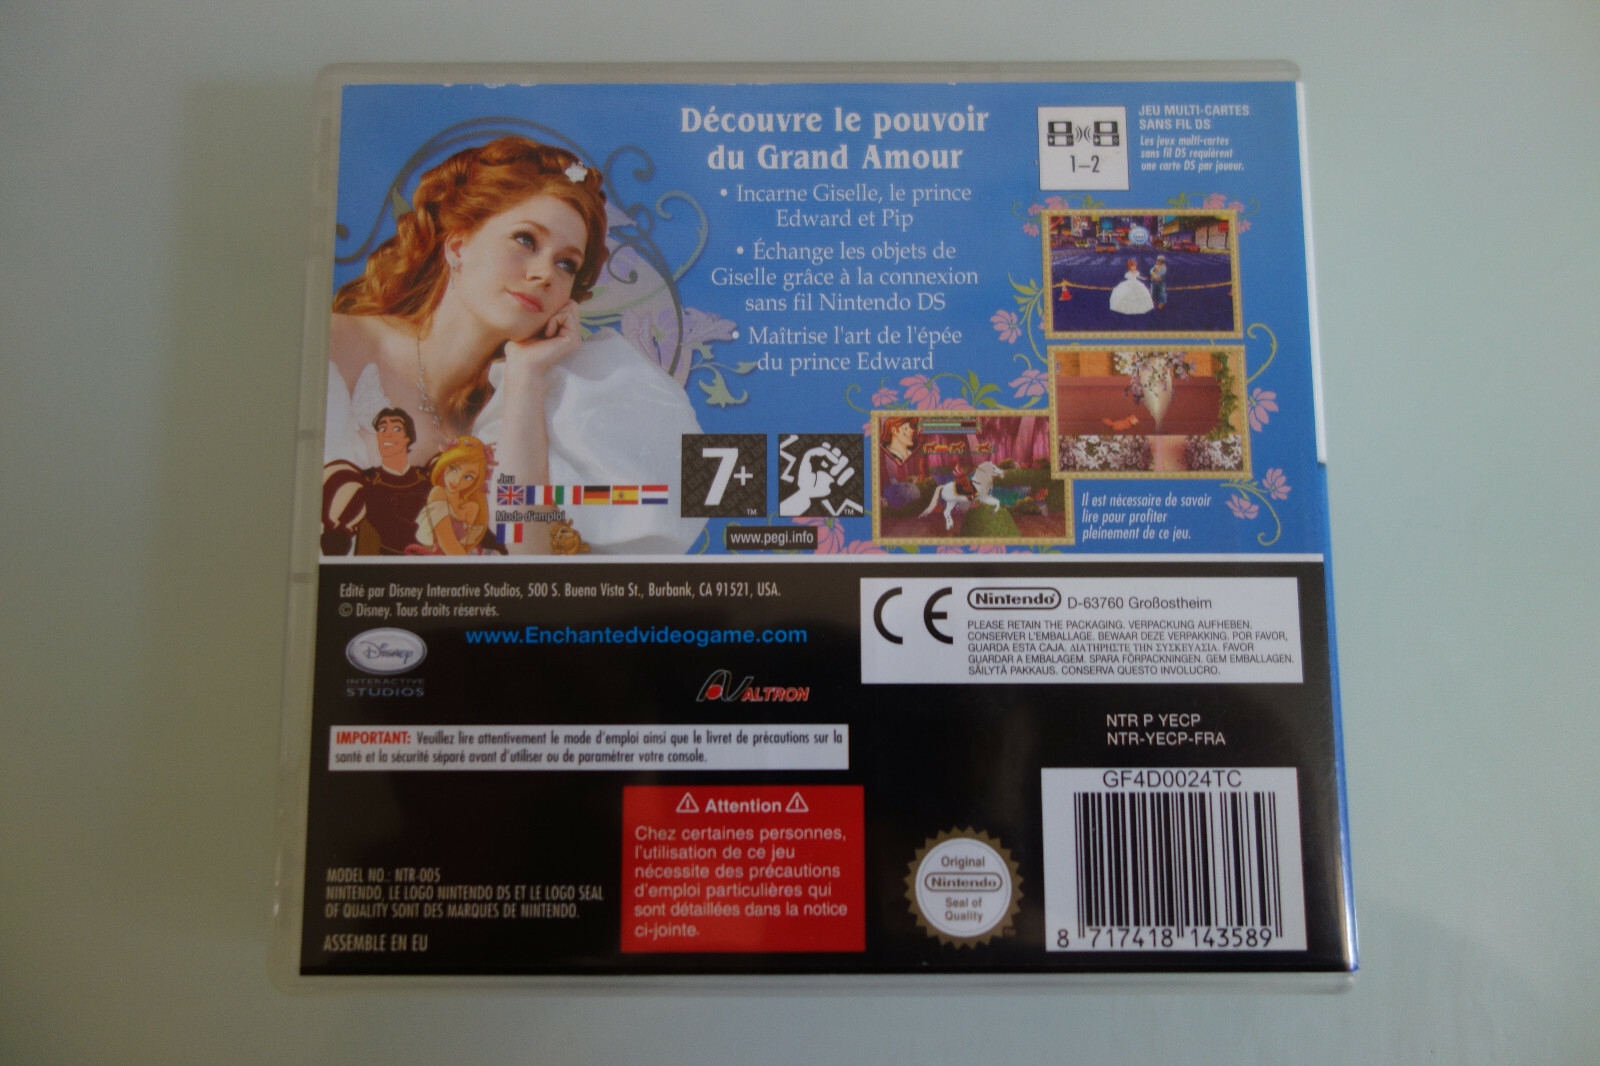 Découvre le pouvoir
du Grand Amour
• Incarne Giselle, le prince
Edward et Pip
• Échange les objets de
Giselle grâce à la connexion
sans fil Nintendo DS
• Maîtrise l'art de l'épée
du prince Edward
1–2
JEU MULTI-CARTES
SANS FIL DS
Les jeux multi-cartes
sans fil DS requièrent
une carte DS par joueur.
Jeu
Mode d'emploi
7+
TM
TM
www.pegi.info
Il est nécessaire de savoir
lire pour profiter
pleinement de ce jeu.
Edité par Disney Interactive Studios, 500 S. Buena Vista St., Burbank, CA 91521, USA.
© Disney. Tous droits réservés.
www.Enchantedvideogame.com
Disney
INTERACTIVE
STUDIOS
ALTRON
CE
Nintendo D-63760 Großostheim
PLEASE RETAIN THE PACKAGING. VERPACKUNG AUFHEBEN.
CONSERVER L'EMBALLAGE. BEWAAR DEZE VERPAKKING. POR FAVOR,
GUARDA ESTA CAJA. ΔΙΑΤΗΡΗΣΤΕ ΤΗΝ ΣΥΣΚΕΥΑΣΙΑ. FAVOR
GUARDAR A EMBALAGEM. SPARA FÖRPACKNINGEN. GEM EMBALLAGEN.
SÄILYTÄ PAKKAUS. CONSERVA QUESTO INVOLUCRO.
IMPORTANT: Veuillez lire attentivement le mode d'emploi ainsi que le livret de précautions sur la
santé et la sécurité séparé avant d'utiliser ou de paramétrer votre console.
NTR P YECP
NTR-YECP-FRA
Attention
Chez certaines personnes,
l'utilisation de ce jeu
nécessite des précautions
d'emploi particulières qui
sont détaillées dans la notice
ci-jointe.
MODEL NO.: NTR-005
NINTENDO, LE LOGO NINTENDO DS ET LE LOGO SEAL
OF QUALITY SONT DES MARQUES DE NINTENDO.
ASSEMBLE EN EU
Original
Nintendo
Seal of
Quality
TM
GF4D0024TC
8 717418 143589